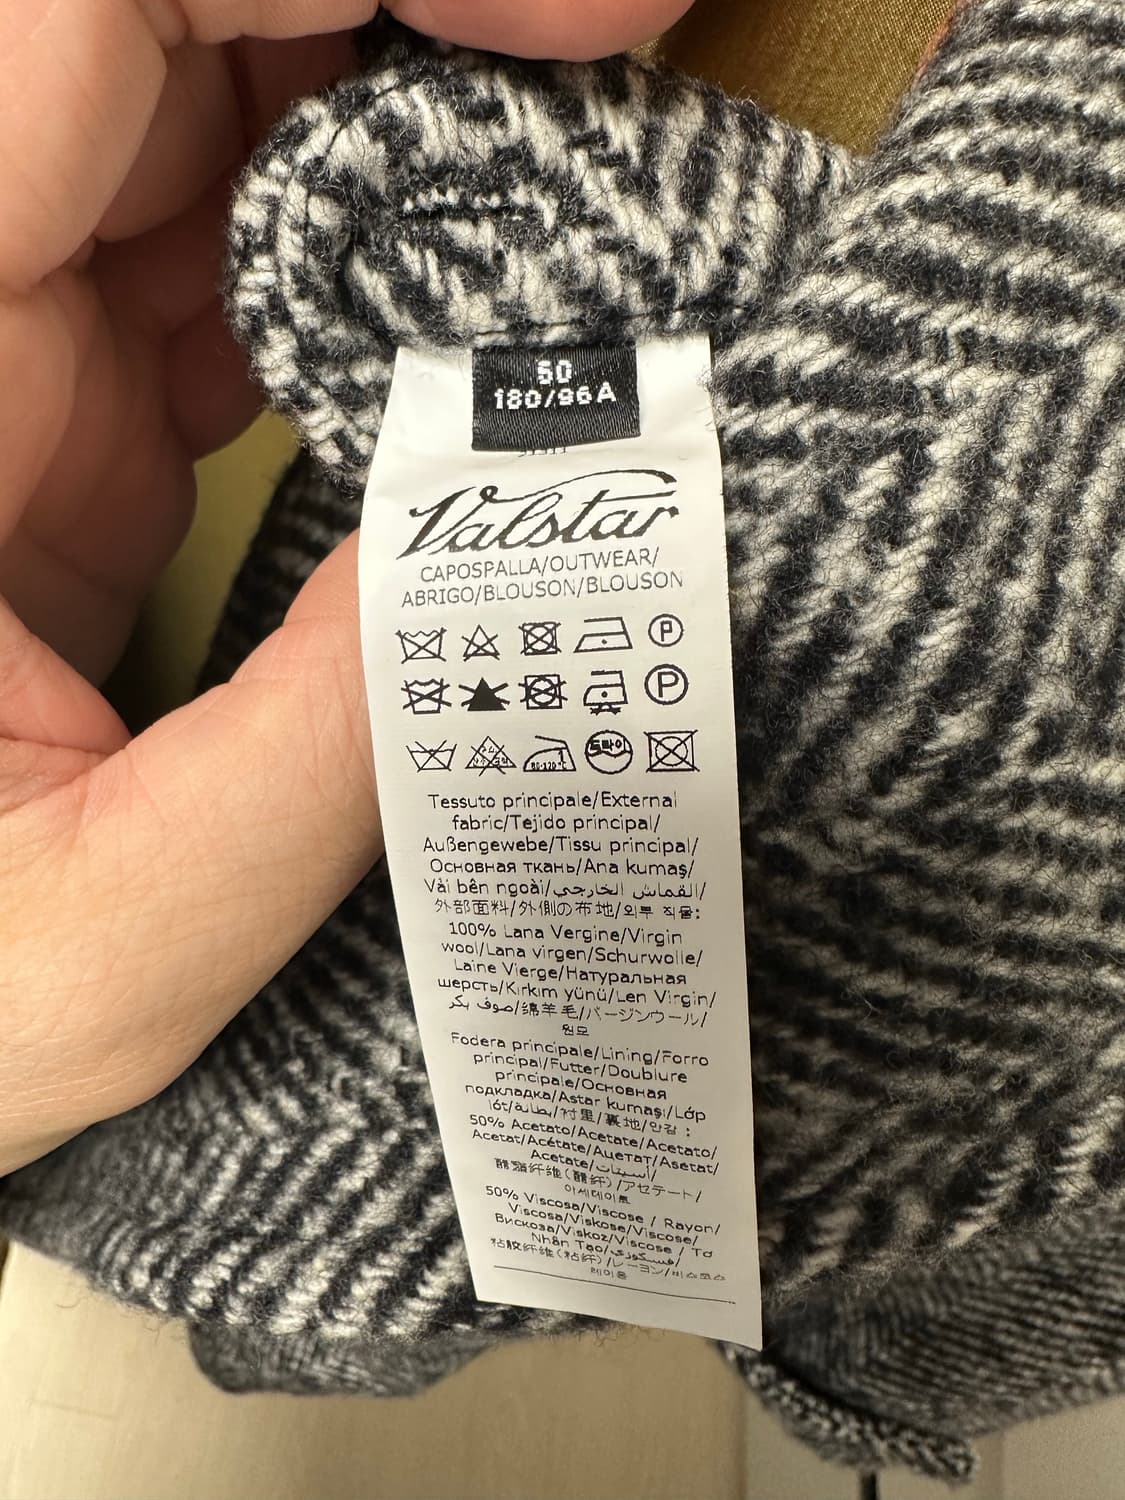 50
180/96A
Valstar
CAPOSPALLA/OUTWEAR/
ABRIGO/BLOUSON/BLOUSON
P
P
80-120°C
드라이
Tessuto principale/External
fabric/Tejido principal/
Außengewebe/Tissu principal/
Основная ткань/Ana kumaş/
Vải bên ngoài/القماش الخارجي/
外部面料/外側の布地/외부 직물:
100% Lana Vergine/Virgin
wool/Lana virgen/Schurwolle/
Laine Vierge/Натуральная
шерсть/Kırkım yünü/Len Virgin/
صوف بكر/绵羊毛/バージンウール/
원모
Fodera principale/Lining/Forro
principal/Futter/Doublure
principale/Основная
подкладка/Astar kumaşı/Lớp
lót/بطانة/衬里/裏地/안감 :
50% Acetato/Acetate/Acetato/
Acetat/Acétate/Ацетат/Asetat/
Acetate/أسيتات/
醋酯纤维(醋纤)/アセテート/
아세테이트
50% Viscosa/Viscose / Rayon/
Viscosa/Viskose/Viscose/
Вискоза/Viskoz/Viscose / Tơ
Nhân Tạo/فسكوزي/
粘胶纤维(粘纤)/レーヨン/비스코스
레이온